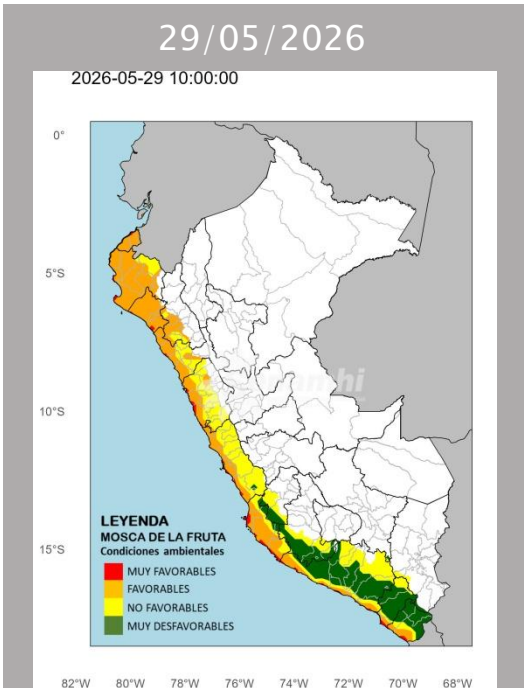 29/05/2026
2026-05-29 10:00:00
0°
5°S
10°S
15°S
LEYENDA
MOSCA DE LA FRUTA
Condiciones ambientales
MUY FAVORABLES
FAVORABLES
NO FAVORABLES
MUY DESFAVORABLES
82°W 80°W 78°W 76°W 74°W 72°W 70°W 68°W